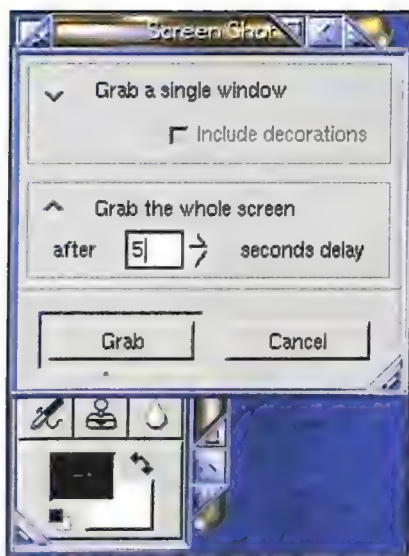 Screen Shot
Grab a single window
Include decorations
Grab the whole screen
after 5 seconds delay
Grab Cancel